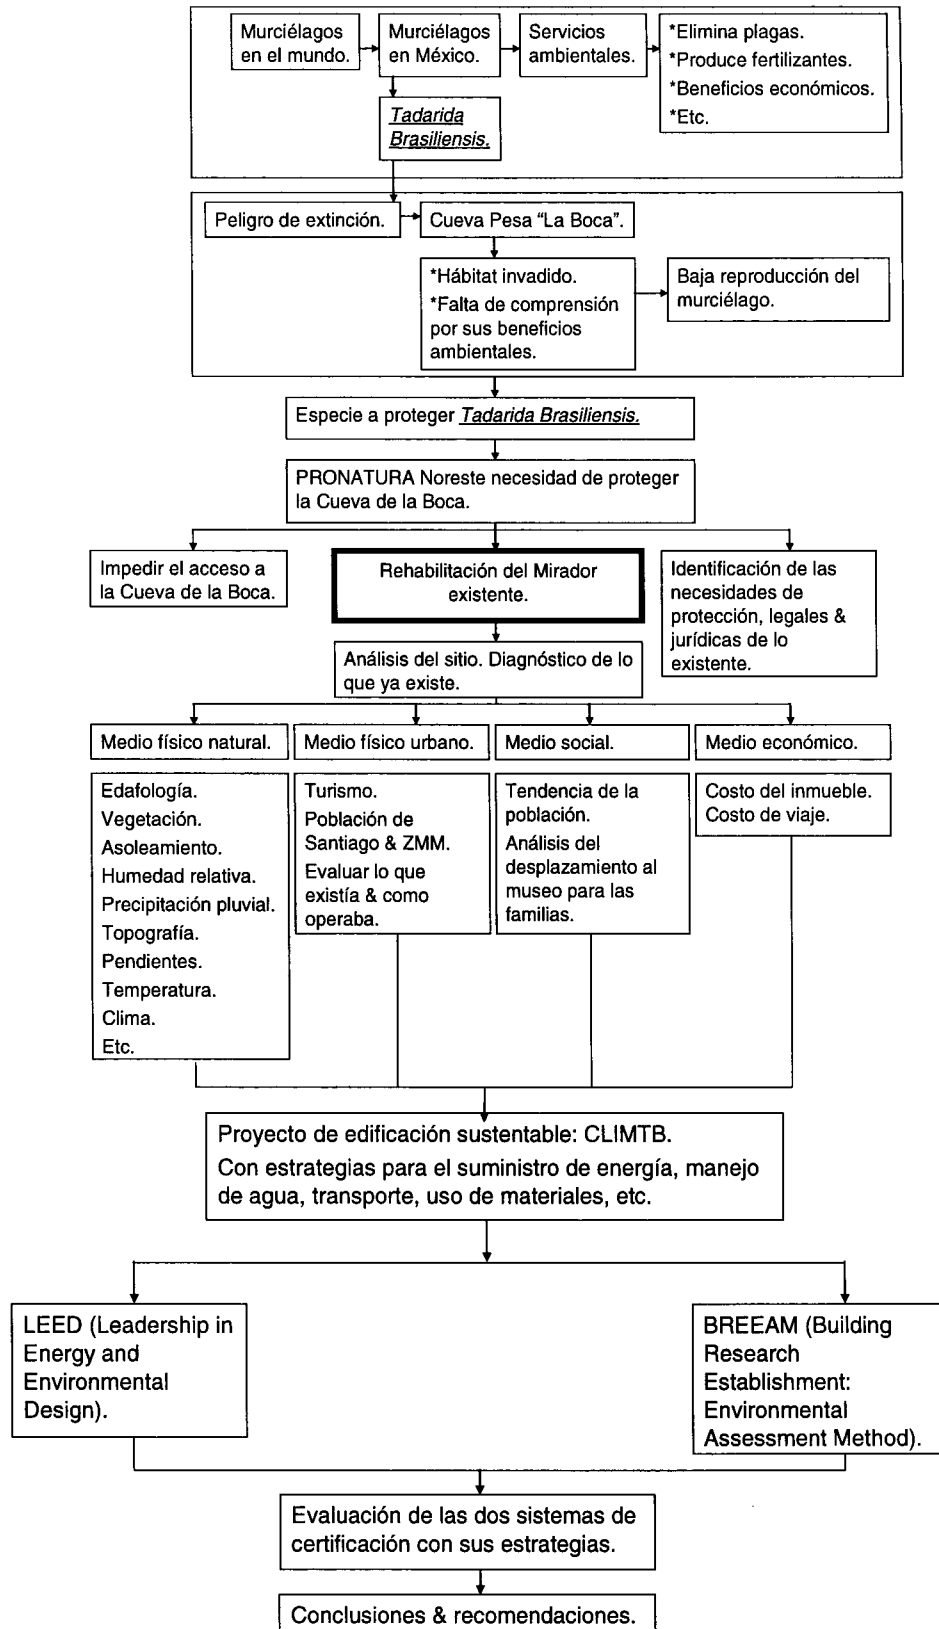 Murciélagos
en el mundo.
Murciélagos
en México.
Servicios
ambientales.
*Elimina plagas.
*Produce fertilizantes.
*Beneficios económicos.
*Etc.
Tadarida
Brasiliensis.
Peligro de extinción.
Cueva Pesa “La Boca”.
*Hábitat invadido.
*Falta de comprensión
por sus beneficios
ambientales.
Baja reproducción del
murciélago.
Especie a proteger Tadarida Brasiliensis.
PRONATURA Noreste necesidad de proteger
la Cueva de la Boca.
Impedir el acceso a
la Cueva de la Boca.
Rehabilitación del Mirador
existente.
Identificación de las
necesidades de
protección, legales &
jurídicas de lo
existente.
Análisis del sitio. Diagnóstico de lo
que ya existe.
Medio físico natural.
Medio físico urbano.
Medio social.
Medio económico.
Edafología.
Vegetación.
Asoleamiento.
Humedad relativa.
Precipitación pluvial.
Topografía.
Pendientes.
Temperatura.
Clima.
Etc.
Turismo.
Población de
Santiago & ZMM.
Evaluar lo que
existía & como
operaba.
Tendencia de la
población.
Análisis del
desplazamiento al
museo para las
familias.
Costo del inmueble.
Costo de viaje.
Proyecto de edificación sustentable: CLIMTB.
Con estrategias para el suministro de energía, manejo
de agua, transporte, uso de materiales, etc.
LEED (Leadership in
Energy and
Environmental
Design).
BREEAM (Building
Research
Establishment:
Environmental
Assessment Method).
Evaluación de las dos sistemas de
certificación con sus estrategias.
Conclusiones & recomendaciones.